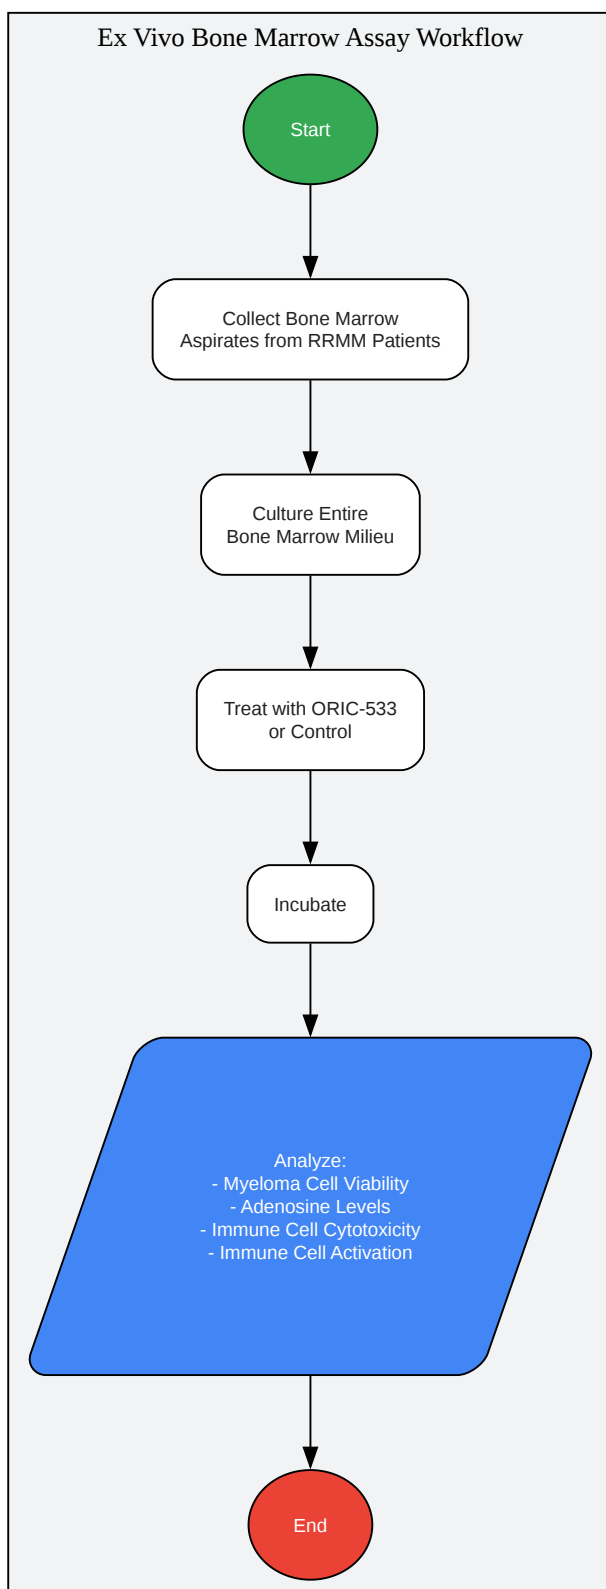 Ex Vivo Bone Marrow Assay Workflow
Start
Collect Bone Marrow
Aspirates from RRMM Patients
Culture Entire
Bone Marrow Milieu
Treat with ORIC-533
or Control
Incubate
Analyze:
- Myeloma Cell Viability
- Adenosine Levels
- Immune Cell Cytotoxicity
- Immune Cell Activation
End